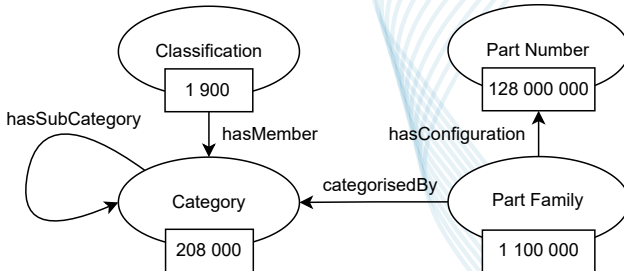 Classification
1 900
Part Number
128 000 000
hasSubCategory
hasMember
hasConfiguration
categorisedBy
Category
208 000
Part Family
1 100 000